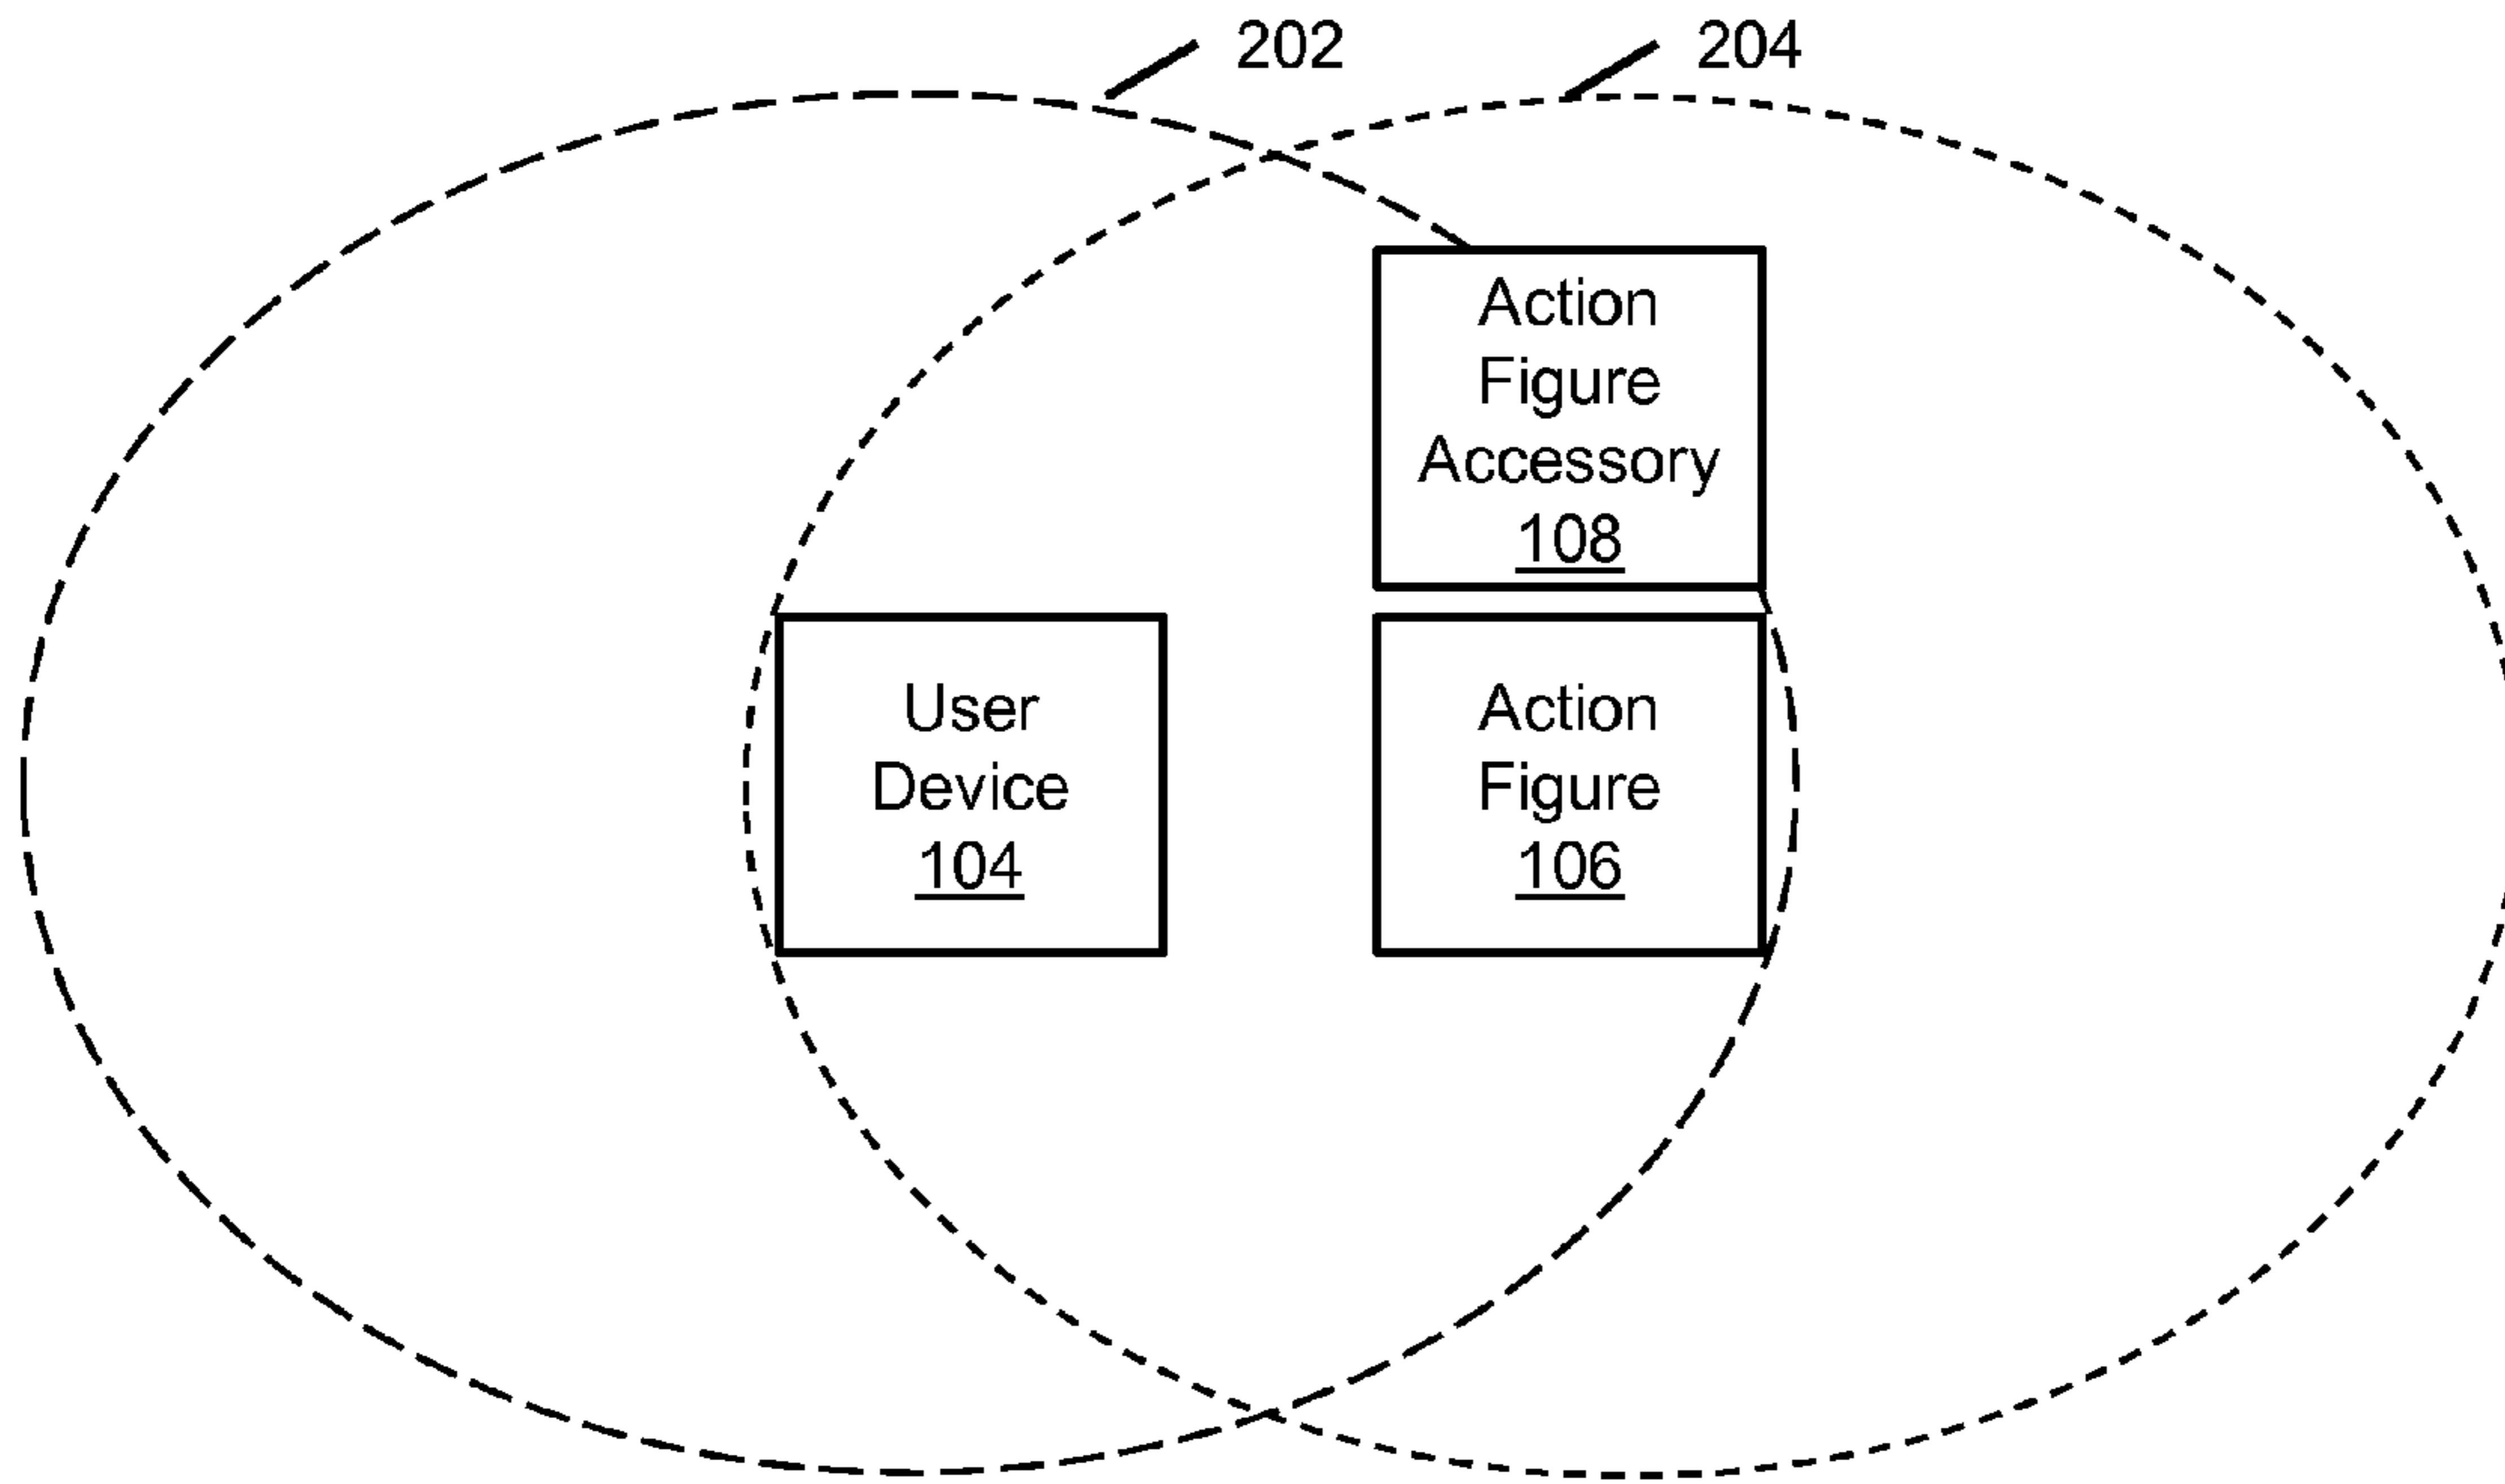 202
204
Action
Figure
Accessory
108
User
Device
104
Action
Figure
106